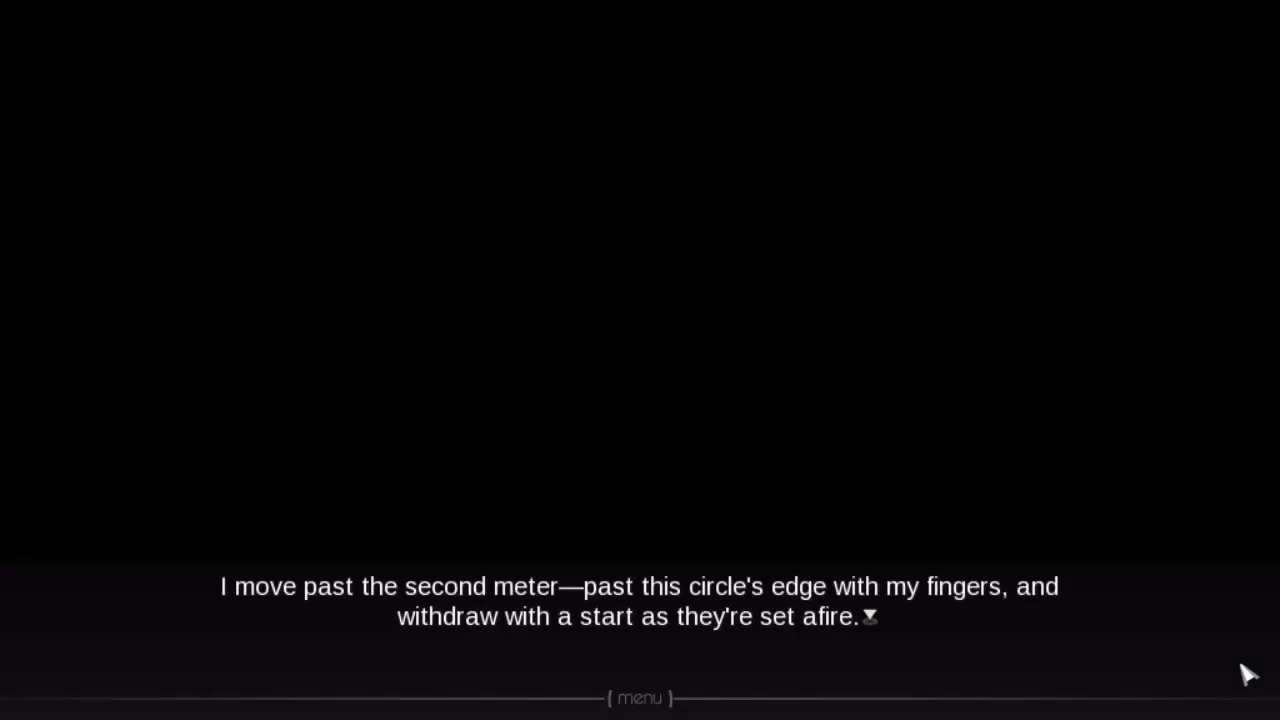 I move past the second meter—past this circle's edge with my fingers, and
withdraw with a start as they're set afire.
( menu )